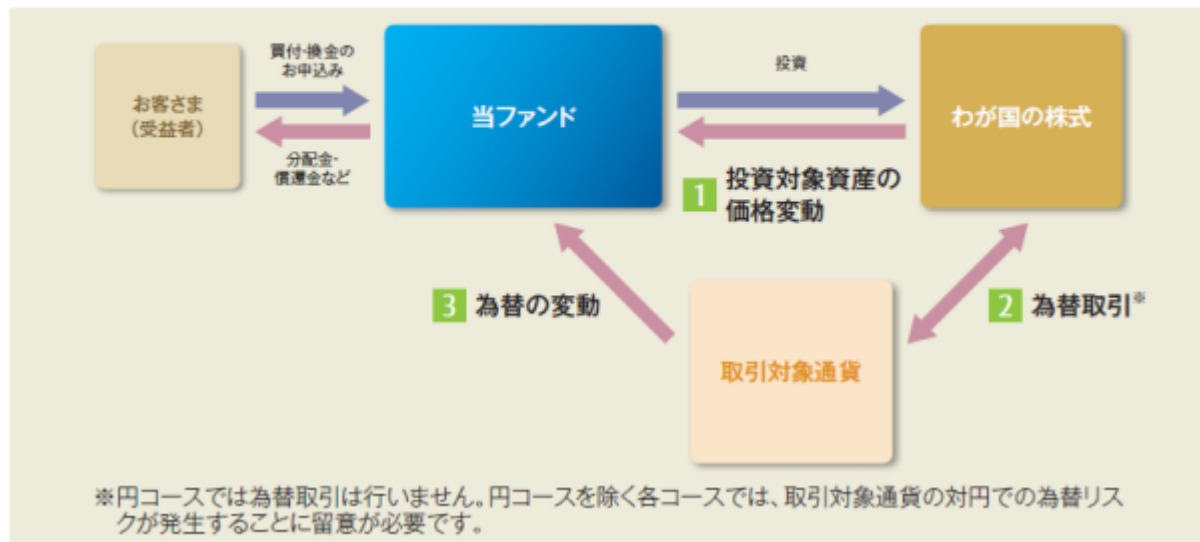 買付・換金の
お申込み
投資
お客さま
（受益者）
当ファンド
わが国の株式
分配金・
償還金など
1 投資対象資産の
価格変動
3 為替の変動
2 為替取引※
取引対象通貨
※円コースでは為替取引は行いません。円コースを除く各コースでは、取引対象通貨の対円での為替リス
クが発生することに留意が必要です。